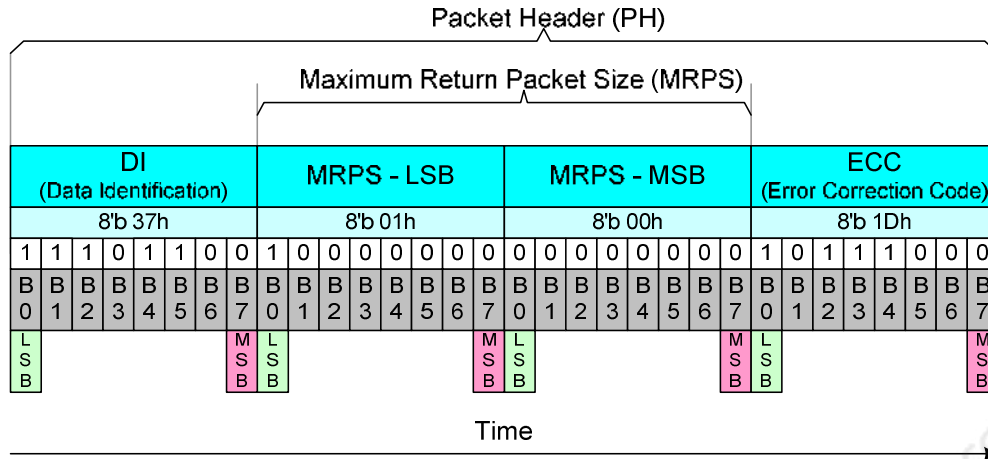 Packet Header (PH)
Maximum Return Packet Size (MRPS)
DI (Data Identification) MRPS - LSB MRPS - MSB ECC (Error Correction Code)
8'b 37h 8'b 01h 8'b 00h 8'b 1Dh
1 1 1 0 1 1 0 0 1 0 0 0 0 0 0 0 0 0 0 0 0 0 0 0 1 0 1 1 1 0 0 0
B0 B1 B2 B3 B4 B5 B6 B7 B0 B1 B2 B3 B4 B5 B6 B7 B0 B1 B2 B3 B4 B5 B6 B7 B0 B1 B2 B3 B4 B5 B6 B7
LSB MSB LSB MSB LSB MSB LSB MSB
Time